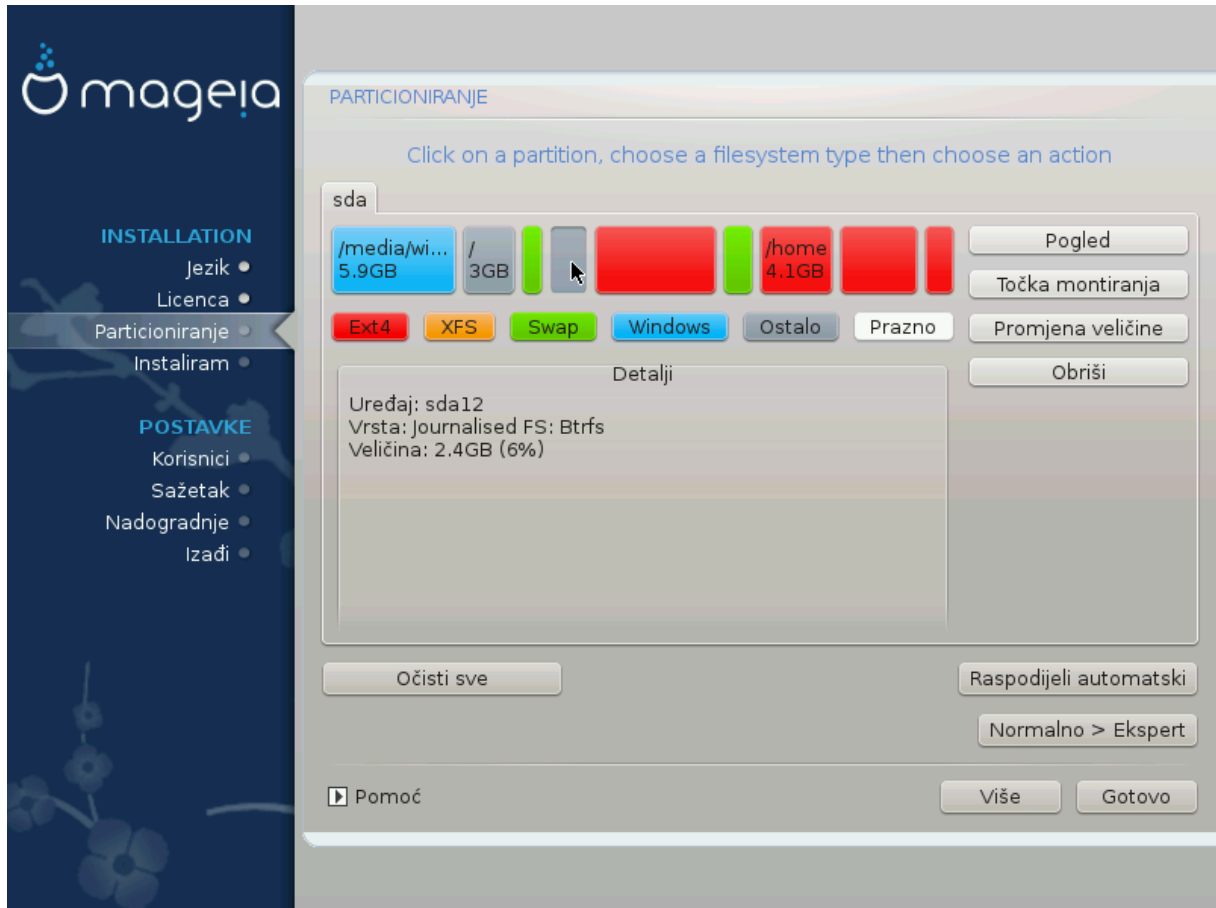 mageia
INSTALLATION
Jezik
Licenca
Particioniranje
Instaliram
POSTAVKE
Korisnici
Sažetak
Nadogradnje
Izađi
PARTICIONIRANJE
Click on a partition, choose a filesystem type then choose an action
sda
/media/wi...
5.9GB
/
3GB
/home
4.1GB
Ext4 XFS Swap Windows Ostalo Prazno
Pogled
Točka montiranja
Promjena veličine
Obriši
Detalji
Uređaj: sda12
Vrsta: Journalised FS: Btrfs
Veličina: 2.4GB (6%)
Očisti sve
Raspodijeli automatski
Normalno > Ekspert
Pomoć
Više
Gotovo